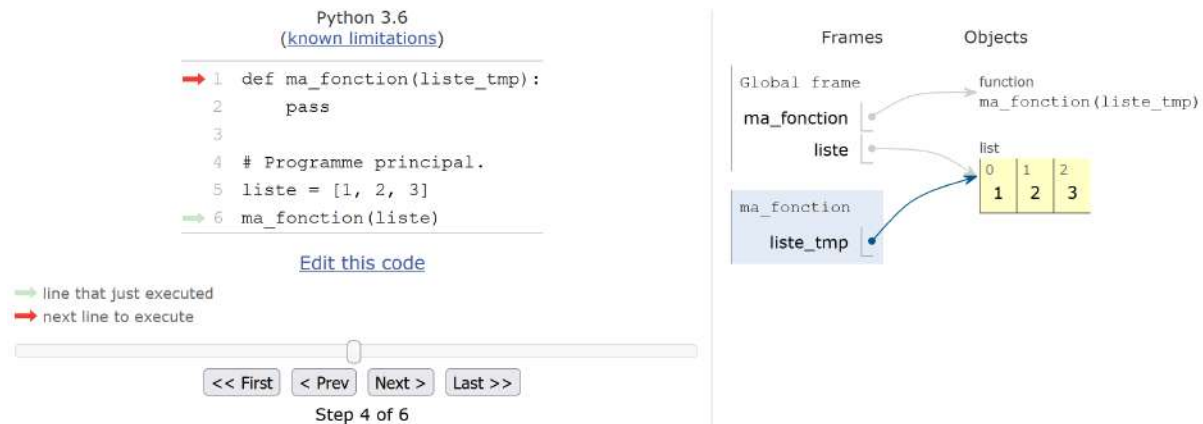 Python 3.6
(known limitations)
1 def ma_fonction(liste_tmp):
2 pass
3
4 # Programme principal.
5 liste = [1, 2, 3]
6 ma_fonction(liste)
Edit this code
line that just executed
next line to execute
<< First < Prev Next > Last >>
Step 4 of 6
Frames Objects
Global frame
ma_fonction
liste
function
ma_fonction(liste_tmp)
list
0 1 2
1 2 3
ma_fonction
liste_tmp